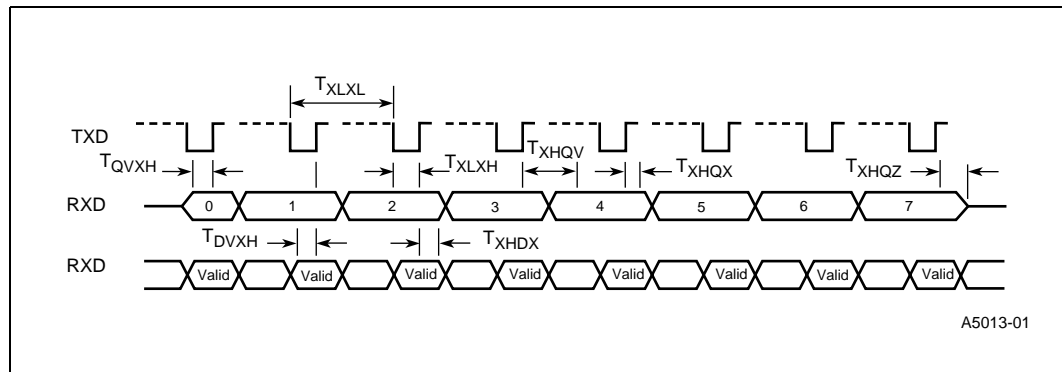 TXLXL
TXD
TQVXH
TXLXH
TXHQV
TXHQX
TXHQZ
RXD
0 1 2 3 4 5 6 7
TDVXH
TXHDX
RXD
Valid Valid Valid Valid Valid Valid Valid Valid
A5013-01